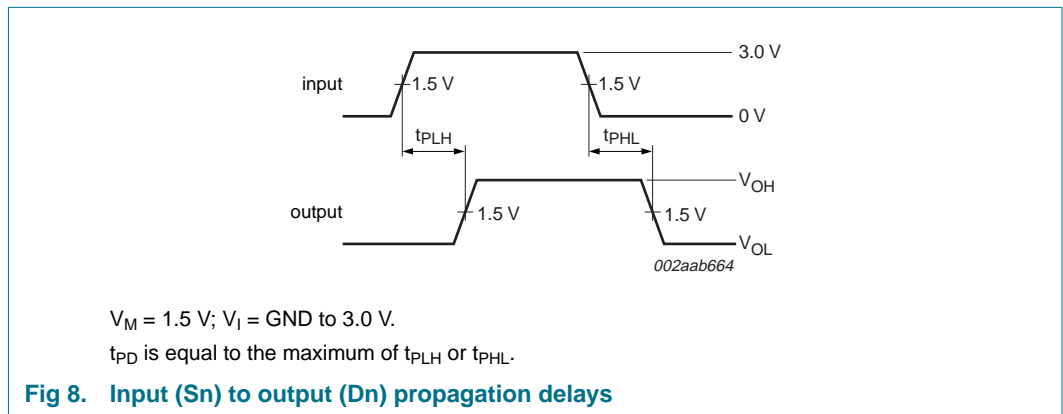 3.0 V
input
1.5 V
1.5 V
0 V
tPLH
tPHL
VOH
output
1.5 V
1.5 V
VOL
002aab664
VM = 1.5 V; VI = GND to 3.0 V.
tPD is equal to the maximum of tPLH or tPHL.
Fig 8. Input (Sn) to output (Dn) propagation delays